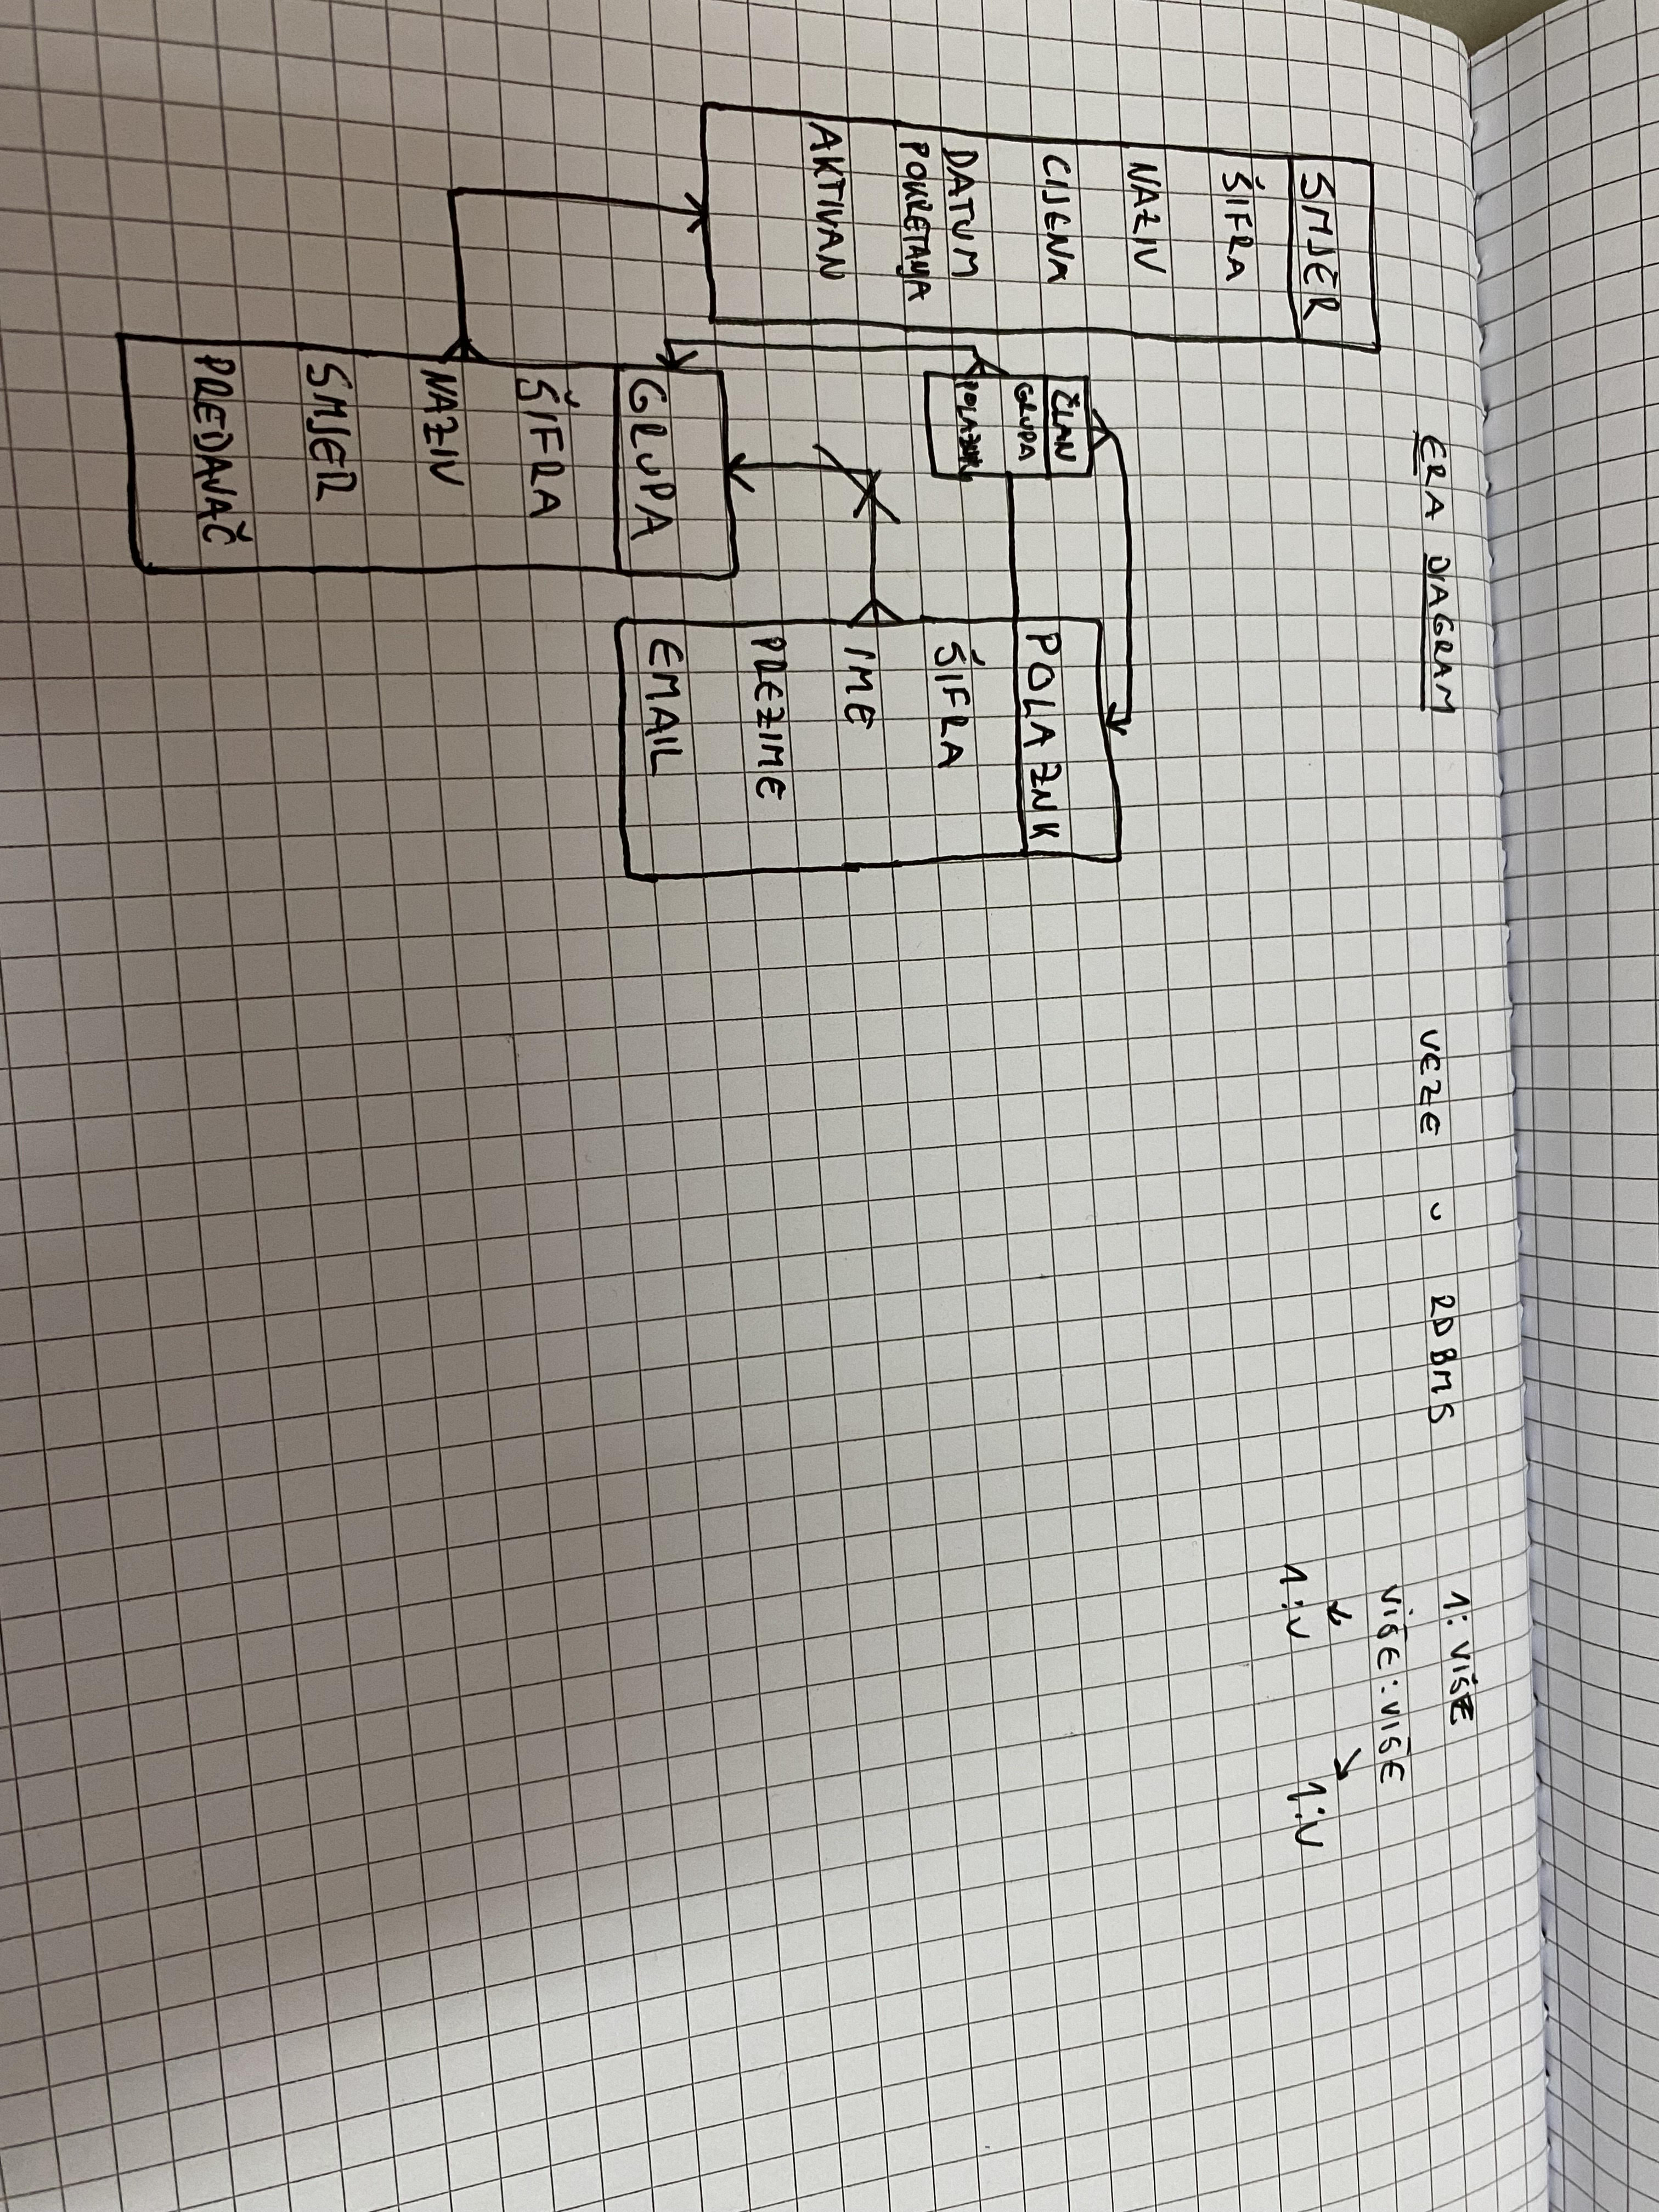 ERA DIAGRAM
VEZE U RDBMS
1: VIŠE
VIŠE: VIŠE
1:V 1:V
SMJER
ŠIFRA
NAZIV
CIJENA
DATUM
POKRETANJA
AKTIVAN
ČLAN
GRUPA
POLAZNIK
POLAZNK
ŠIFRA
IME
PREZIME
EMAIL
GRUPA
ŠIFRA
NAZIV
SMJER
PREDAVAČ